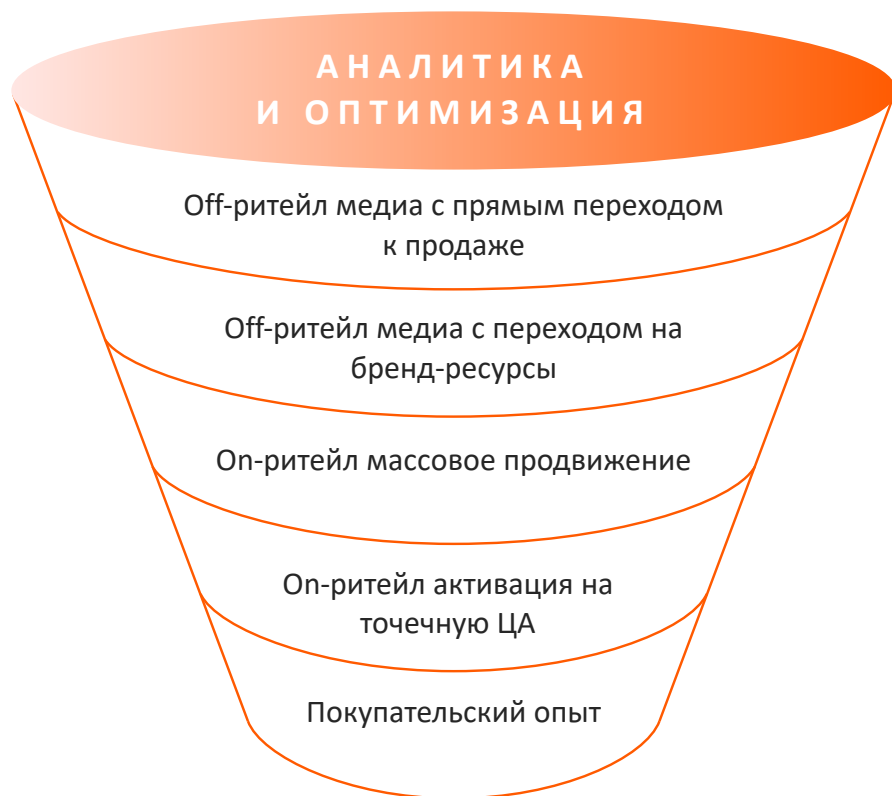 АНАЛИТИКА
И ОПТИМИЗАЦИЯ
Off-ритейл медиа с прямым переходом
к продаже
Off-ритейл медиа с переходом на
бренд-ресурсы
On-ритейл массовое продвижение
On-ритейл активация на
точечную ЦА
Покупательский опыт